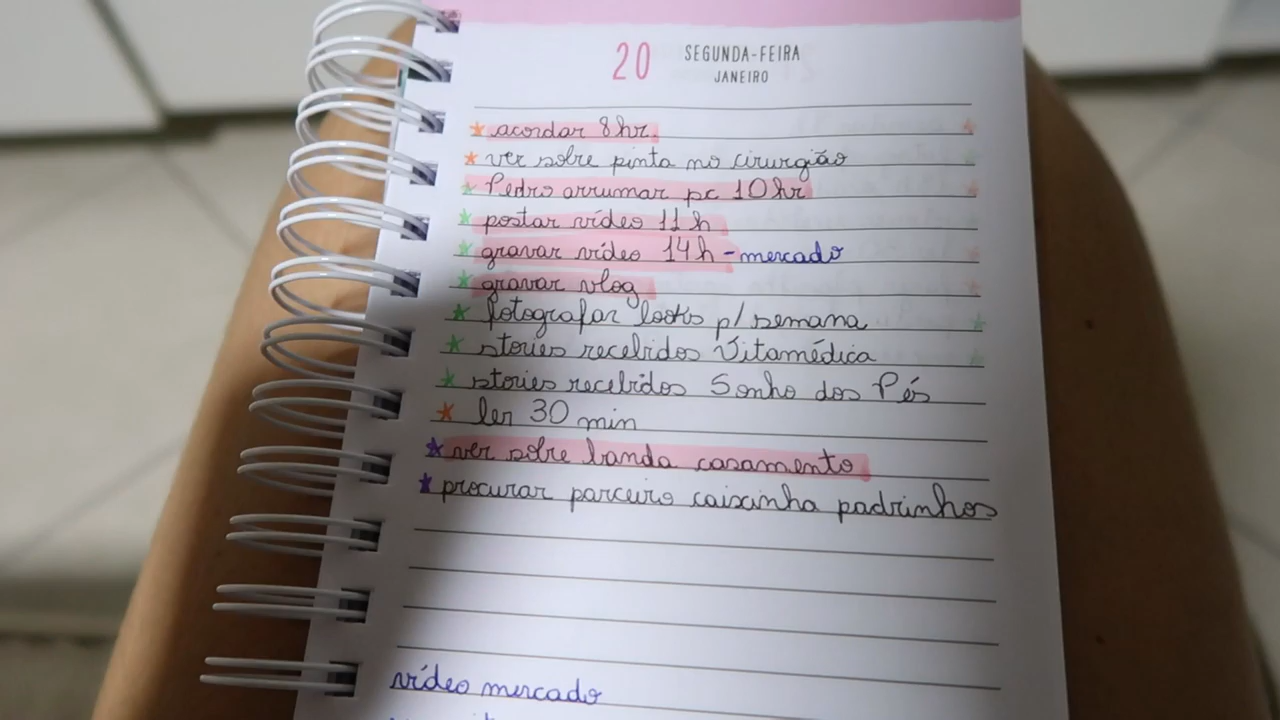 20 SEGUNDA-FEIRA
JANEIRO
acordar 8hr.
ver sobre pinta no cirurgião
Pedro arrumar pc 10hr
postar vídeo 11h
gravar vídeo 14h - mercado
gravar vlog
fotografar looks p/ semana
stories recebidos Vitamédica
stories recebidos Sonho dos Pés
ler 30 min
ver sobre banda casamento
procurar parceiro caixinha padrinhos
vídeo mercado